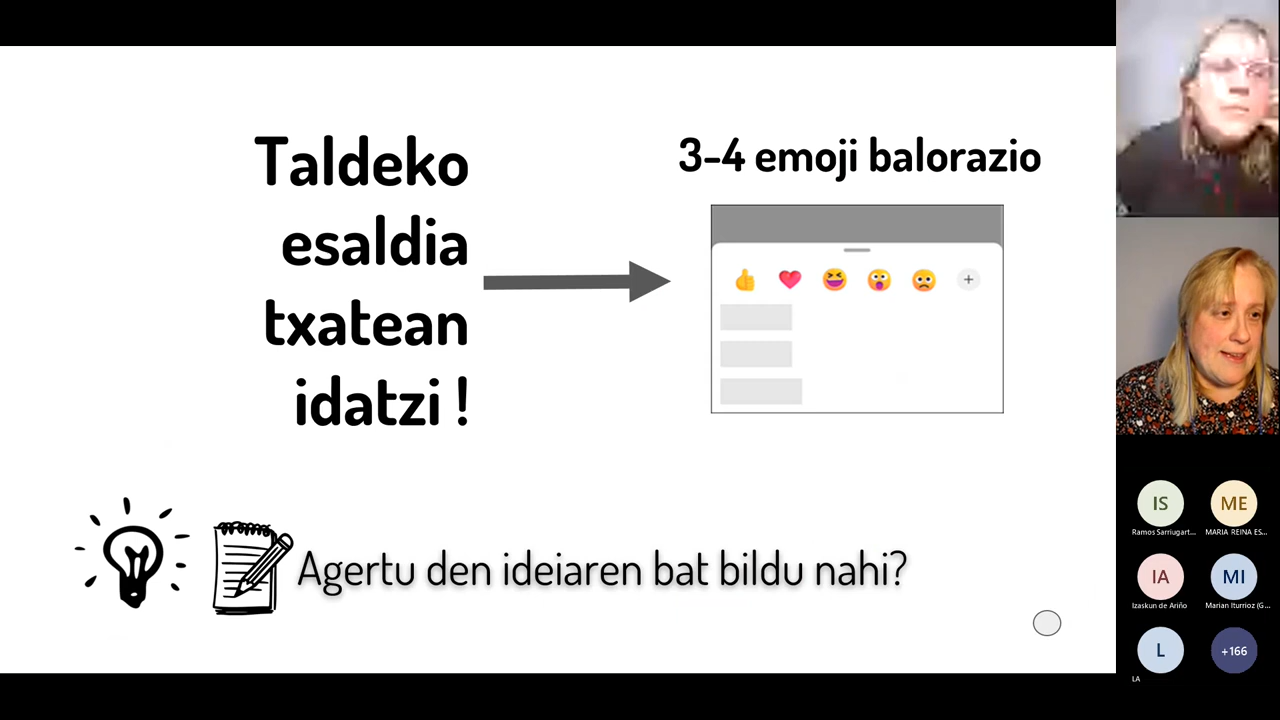 Taldeko
esaldia
txatean
idatzi !
3-4 emoji balorazio
Agertu den ideiaren bat bildu nahi?
IS
Ramos Sarriugart...
ME
MARIA REINA ES...
IA
Izaskun de Ariño
MI
Marian Iturrioz (G...
L
LA
+166